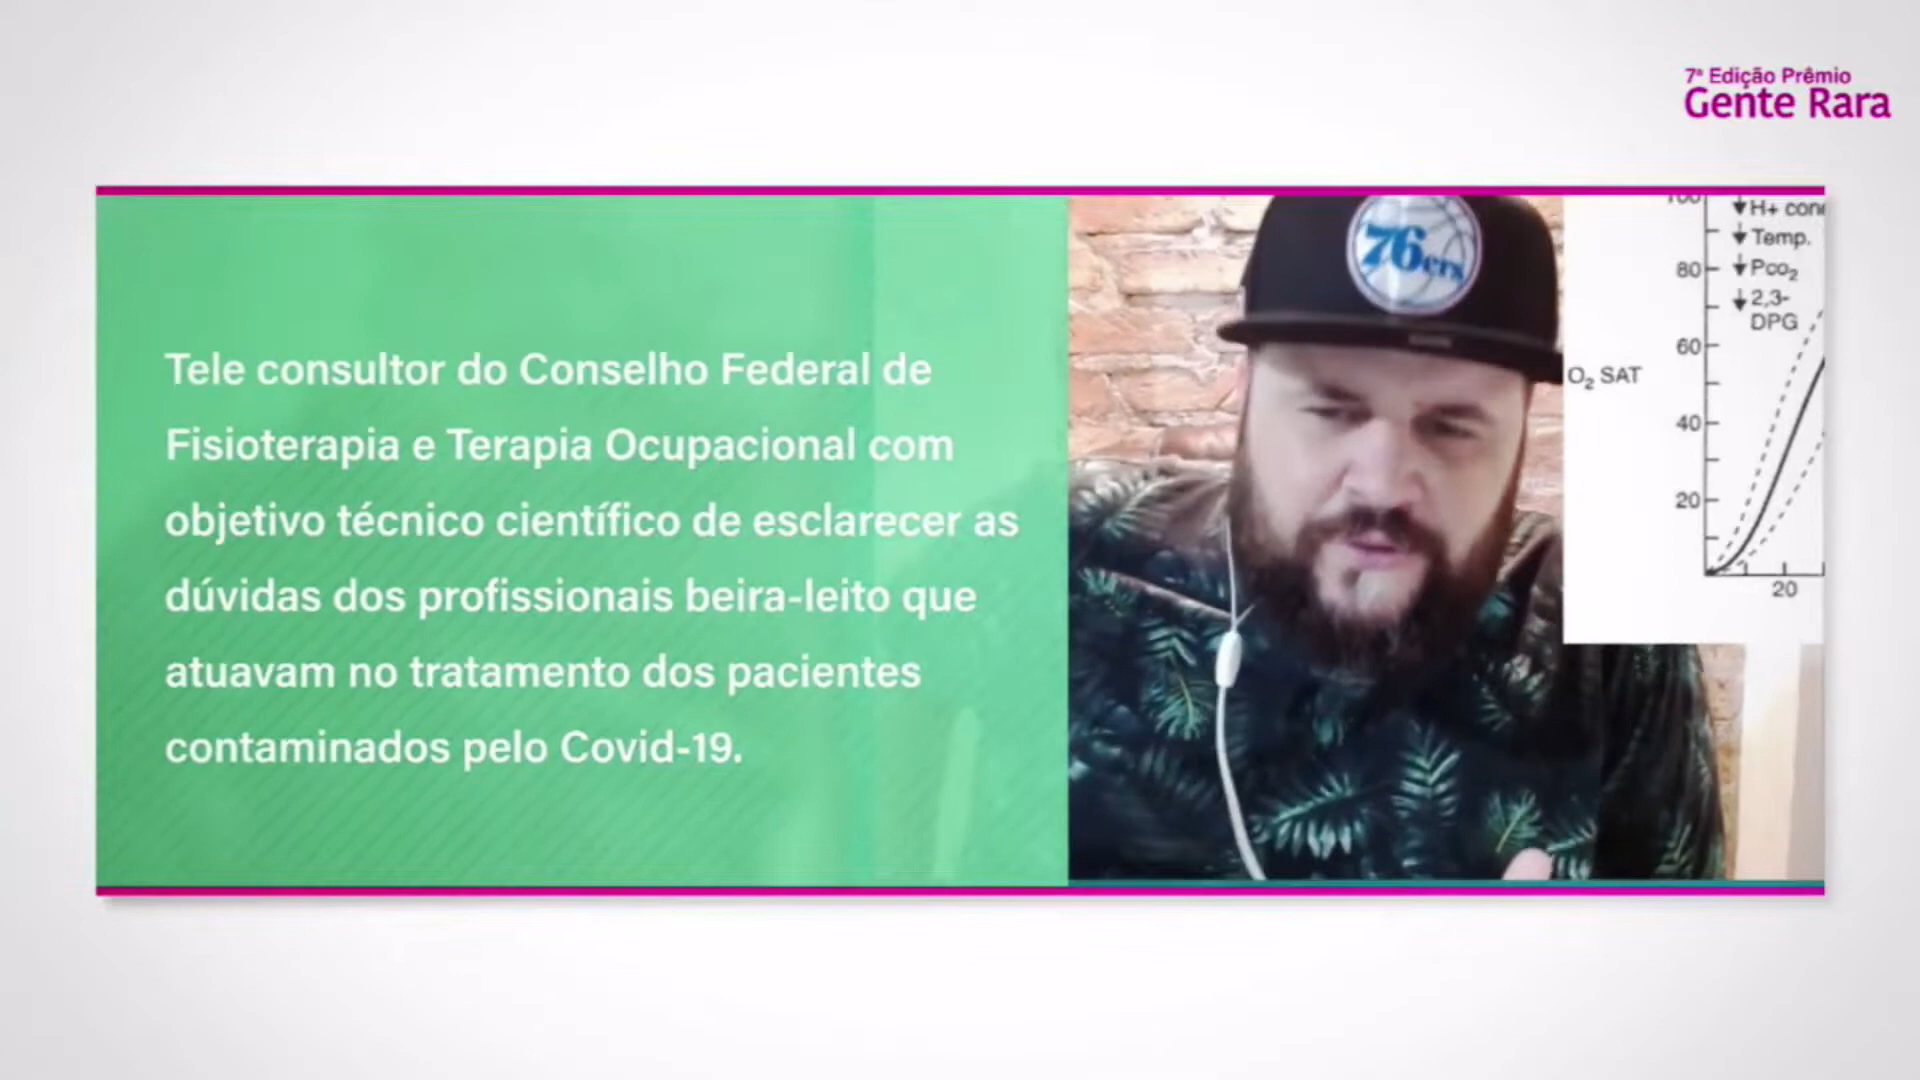 7ª Edição Prêmio
Gente Rara
Tele consultor do Conselho Federal de
Fisioterapia e Terapia Ocupacional com
objetivo técnico científico de esclarecer as
dúvidas dos profissionais beira-leito que
atuavam no tratamento dos pacientes
contaminados pelo Covid-19.
76ers
100
H+ con
Temp.
80
Pco₂
2,3-
DPG
60
O₂ SAT
40
20
20